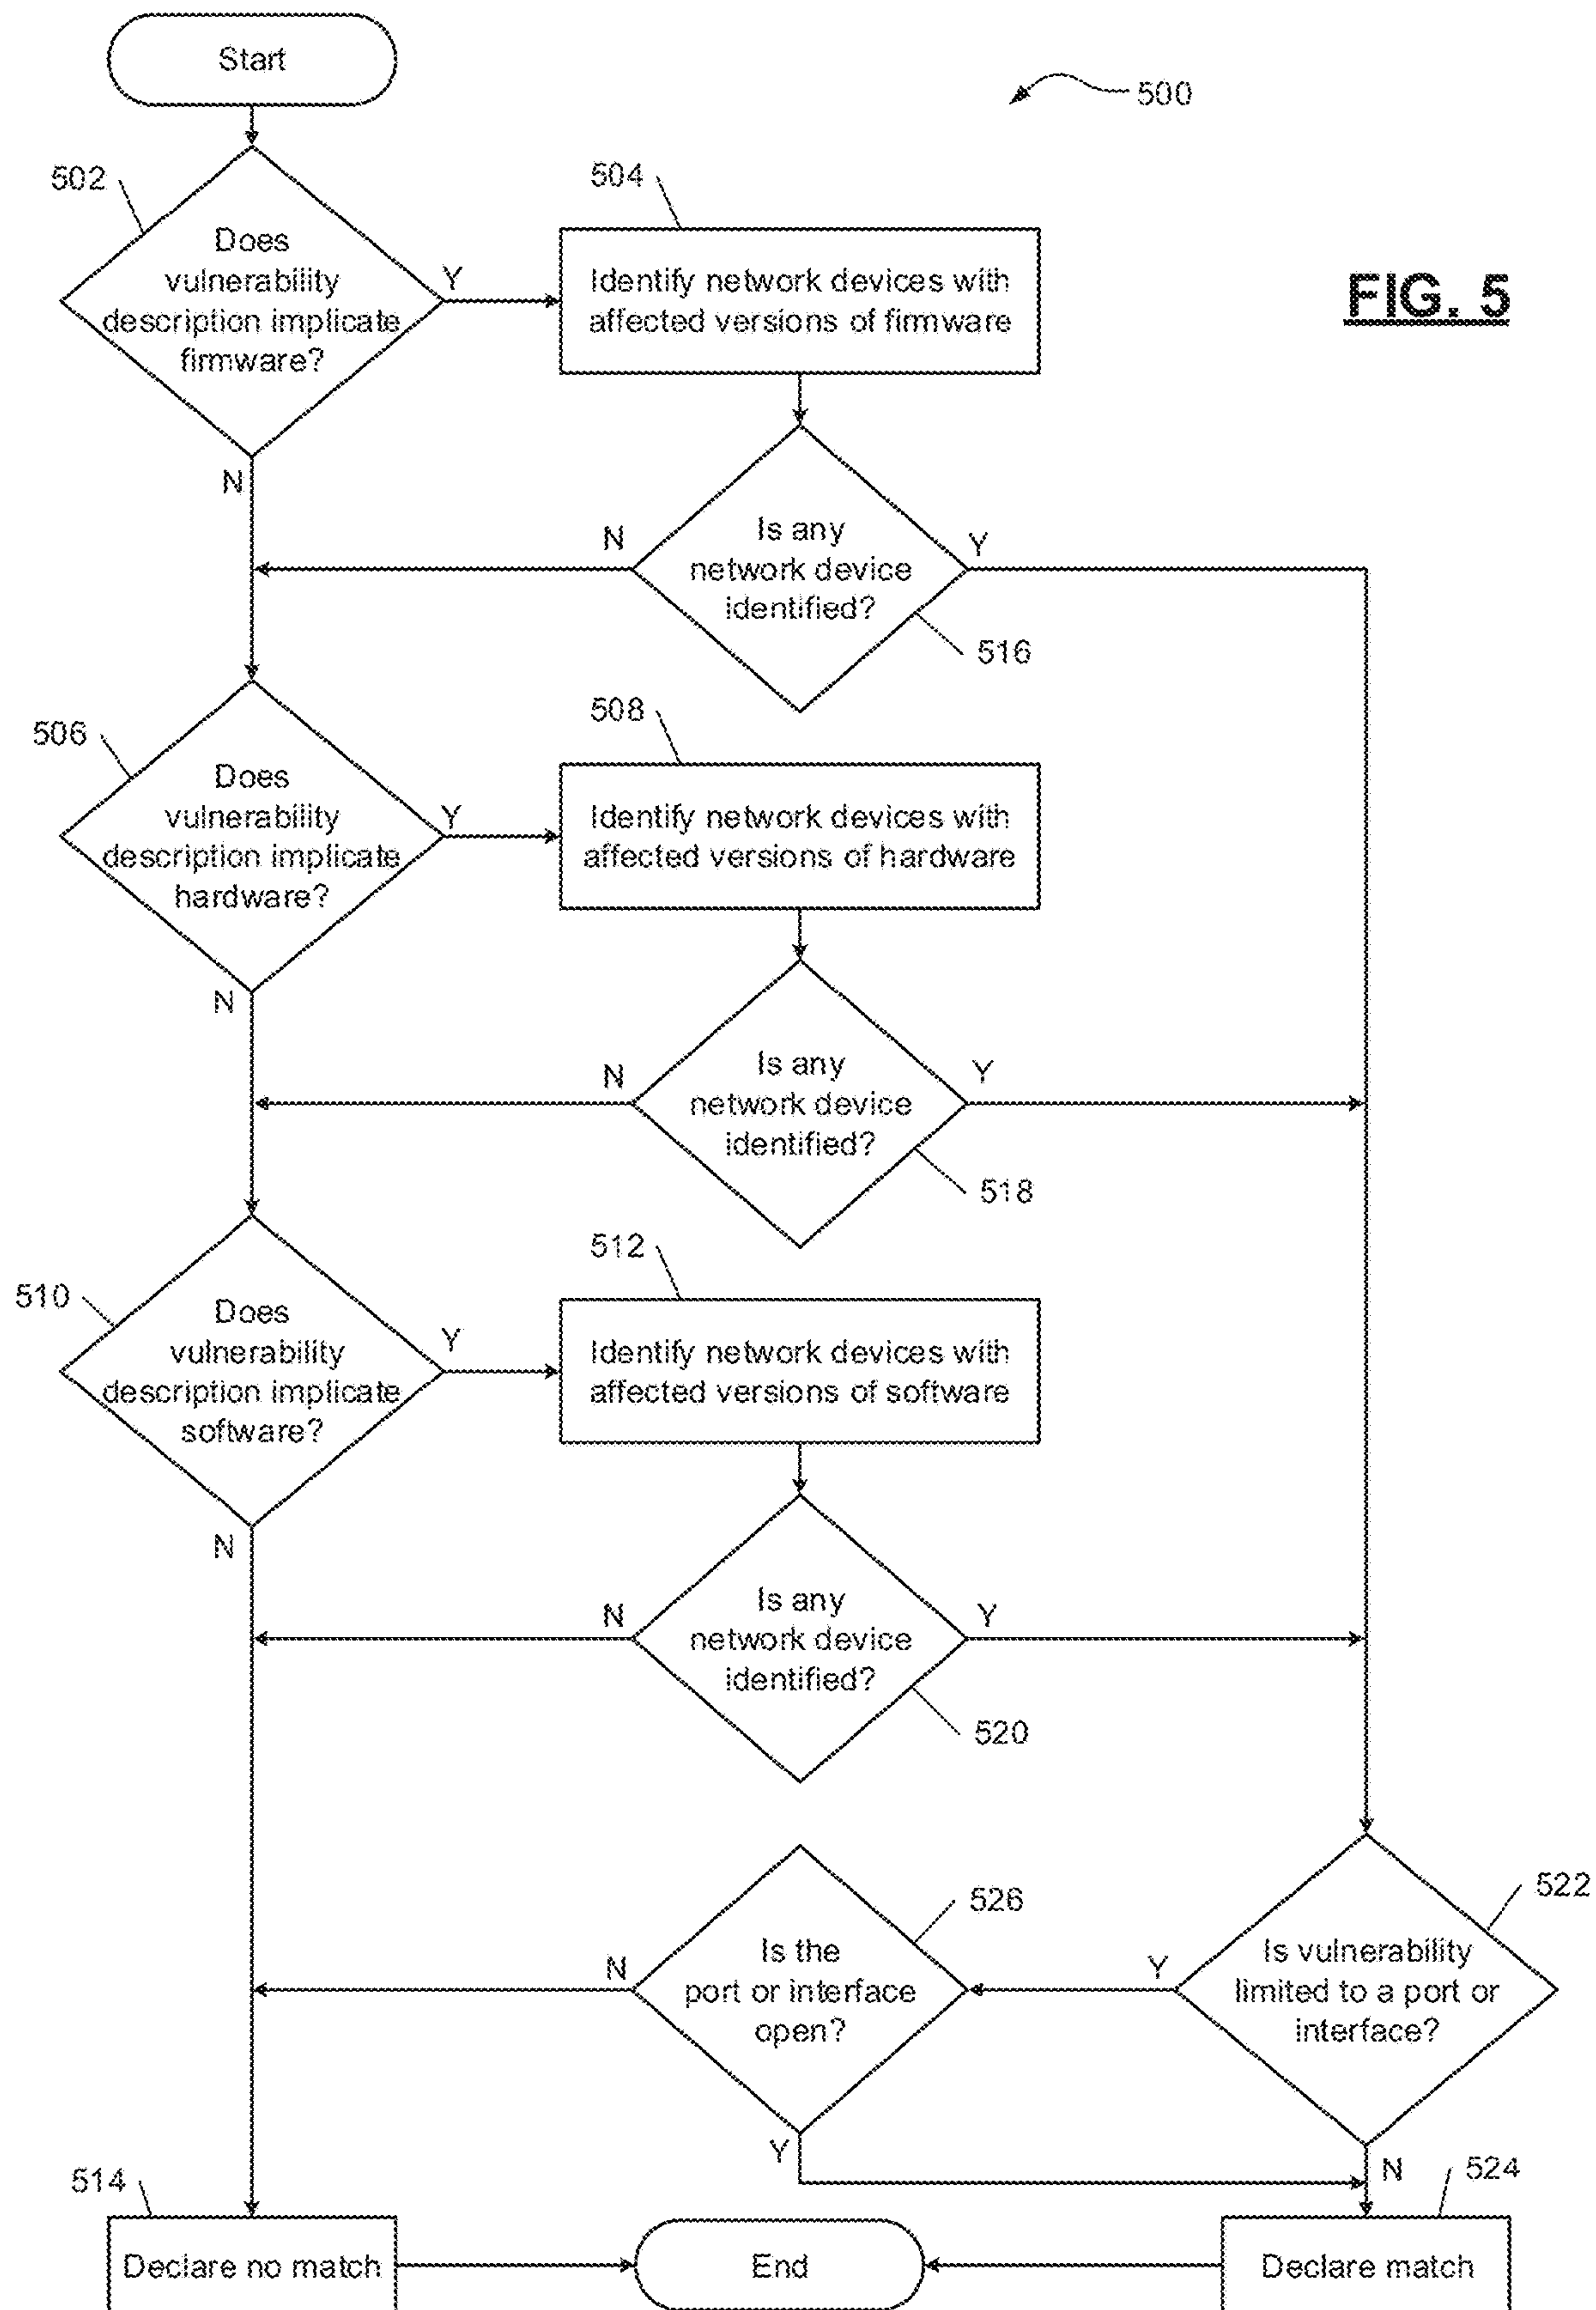 Start
500
502
504
Does
vulnerability
description implicate
firmware?
Y
Identify network devices with
affected versions of firmware
FIG. 5
N
N
Is any
network device
identified?
Y
516
506
508
Does
vulnerability
description implicate
hardware?
Y
Identify network devices with
affected versions of hardware
N
N
Is any
network device
identified?
Y
518
510
512
Does
vulnerability
description implicate
software?
Y
Identify network devices with
affected versions of software
N
N
Is any
network device
identified?
Y
520
522
526
Is the
port or interface
open?
N
Y
Is vulnerability
limited to a port or
interface?
Y
N
514
524
Declare no match
End
Declare match